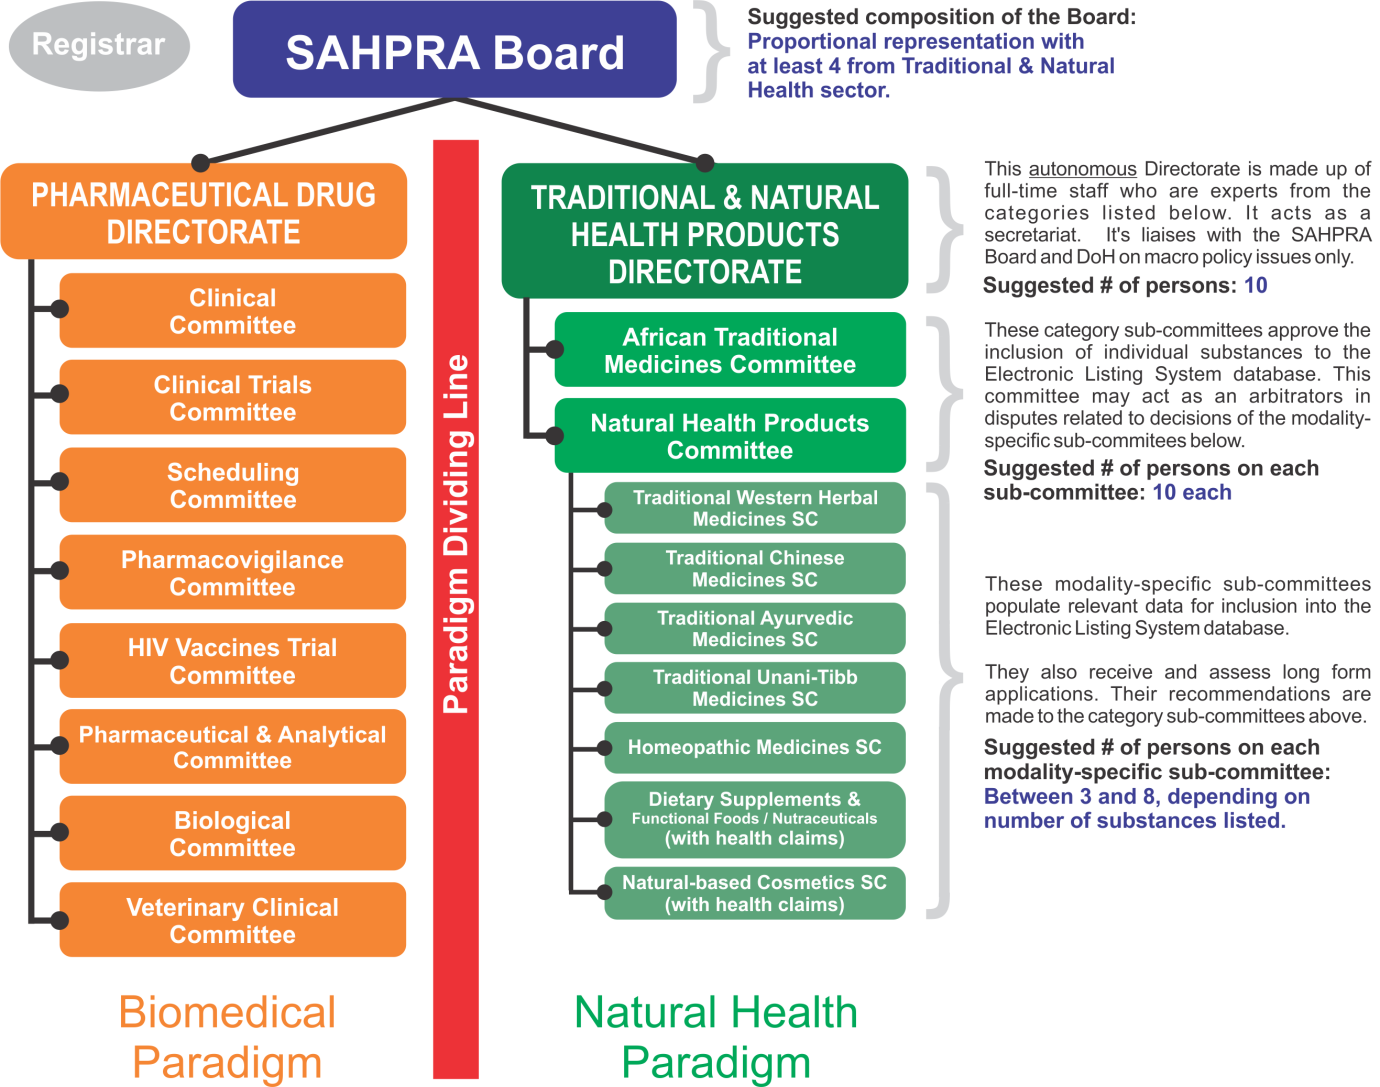 Registrar
SAHPRA Board
Suggested composition of the Board:
Proportional representation with
at least 4 from Traditional & Natural
Health sector.
PHARMACEUTICAL DRUG
DIRECTORATE
Clinical
Committee
Clinical Trials
Committee
Scheduling
Committee
Pharmacovigilance
Committee
HIV Vaccines Trial
Committee
Pharmaceutical & Analytical
Committee
Biological
Committee
Veterinary Clinical
Committee
Biomedical
Paradigm
Paradigm Dividing Line
TRADITIONAL & NATURAL
HEALTH PRODUCTS
DIRECTORATE
African Traditional
Medicines Committee
Natural Health Products
Committee
Traditional Western Herbal
Medicines SC
Traditional Chinese
Medicines SC
Traditional Ayurvedic
Medicines SC
Traditional Unani-Tibb
Medicines SC
Homeopathic Medicines SC
Dietary Supplements &
Functional Foods / Nutraceuticals
(with health claims)
Natural-based Cosmetics SC
(with health claims)
Natural Health
Paradigm
This autonomous Directorate is made up of
full-time staff who are experts from the
categories listed below. It acts as a
secretariat. It's liaises with the SAHPRA
Board and DoH on macro policy issues only.
Suggested # of persons: 10
These category sub-committees approve the
inclusion of individual substances to the
Electronic Listing System database. This
committee may act as an arbitrators in
disputes related to decisions of the modality-
specific sub-commitees below.
Suggested # of persons on each
sub-committee: 10 each
These modality-specific sub-committees
populate relevant data for inclusion into the
Electronic Listing System database.
They also receive and assess long form
applications. Their recommendations are
made to the category sub-committees above.
Suggested # of persons on each
modality-specific sub-committee:
Between 3 and 8, depending on
number of substances listed.